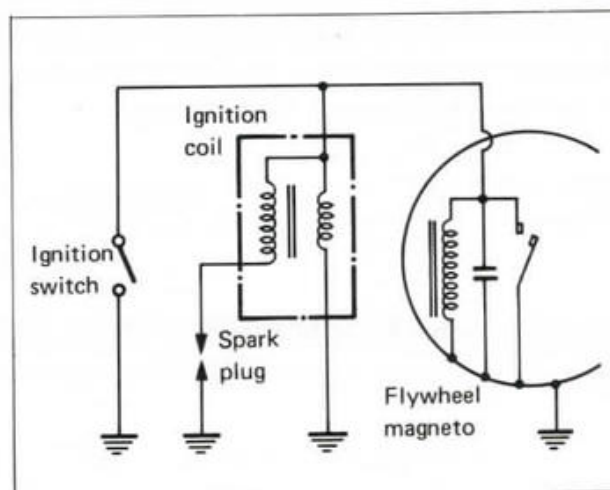 Ignition
coil
Ignition
switch
Spark
plug
Flywheel
magneto